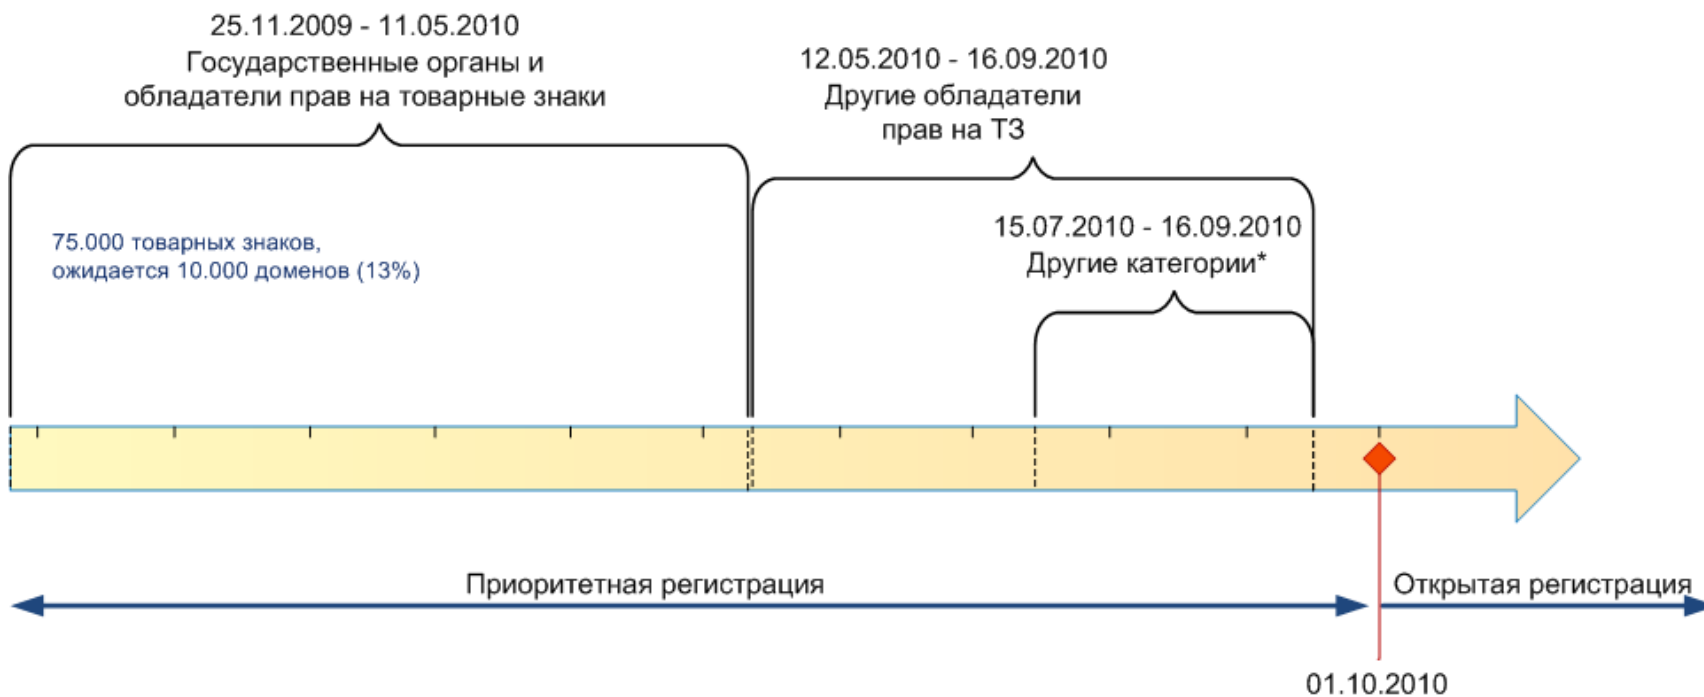 25.11.2009 - 11.05.2010
Государственные органы и
обладатели прав на товарные знаки
12.05.2010 - 16.09.2010
Другие обладатели
прав на ТЗ
15.07.2010 - 16.09.2010
Другие категории*
75.000 товарных знаков,
ожидается 10.000 доменов (13%)
Приоритетная регистрация
Открытая регистрация
01.10.2010